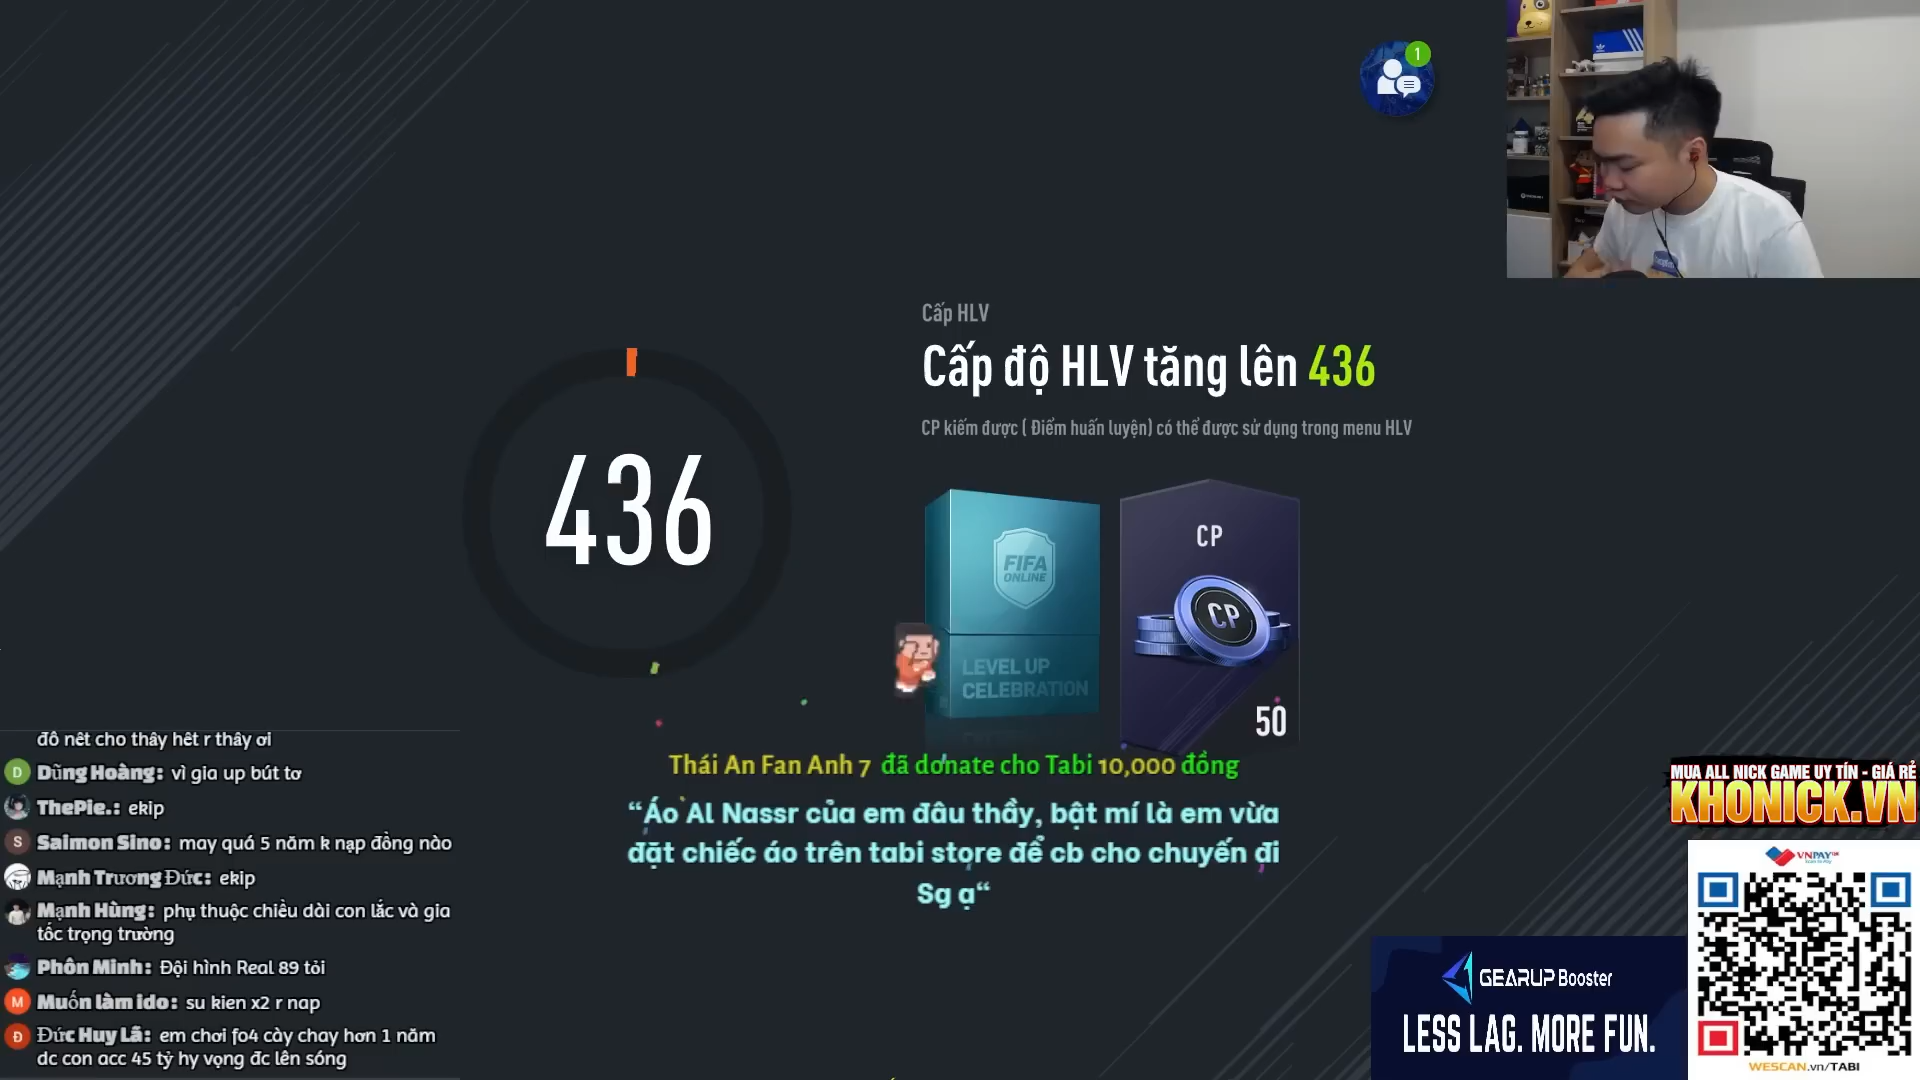 1
Cấp HLV
Cấp độ HLV tăng lên 436
CP kiếm được ( Điểm huấn luyện) có thể được sử dụng trong menu HLV
436
FIFA
ONLINE
LEVEL UP
CELEBRATION
CP
CP
50
Thái An Fan Anh 7 đã donate cho Tabi 10,000 đồng
“Áo Al Nassr của em đâu thầy, bật mí là em vừa
đặt chiếc áo trên tabi store để cb cho chuyến đi
Sg ạ“
đô nêt cho thây hêt r thây ơi
D
Dũng Hoàng: vì gia up bút tơ
ThePie.: ekip
S
Saimon Sino: may quá 5 năm k nạp đồng nào
Mạnh Trương Đức: ekip
Mạnh Hùng: phụ thuộc chiều dài con lắc và gia
tốc trọng trường
Phôn Minh: Đội hình Real 89 tỏi
M
Muốn làm ido: su kien x2 r nap
Đ
Đức Huy Lã: em chơi fo4 cày chay hơn 1 năm
dc con acc 45 tỷ hy vọng đc lên sóng
MUA ALL NICK GAME UY TÍN - GIÁ RẺ
KHONICK.VN
VNPAY
GEARUP Booster
LESS LAG. MORE FUN.
WESCAN.vn/TABI